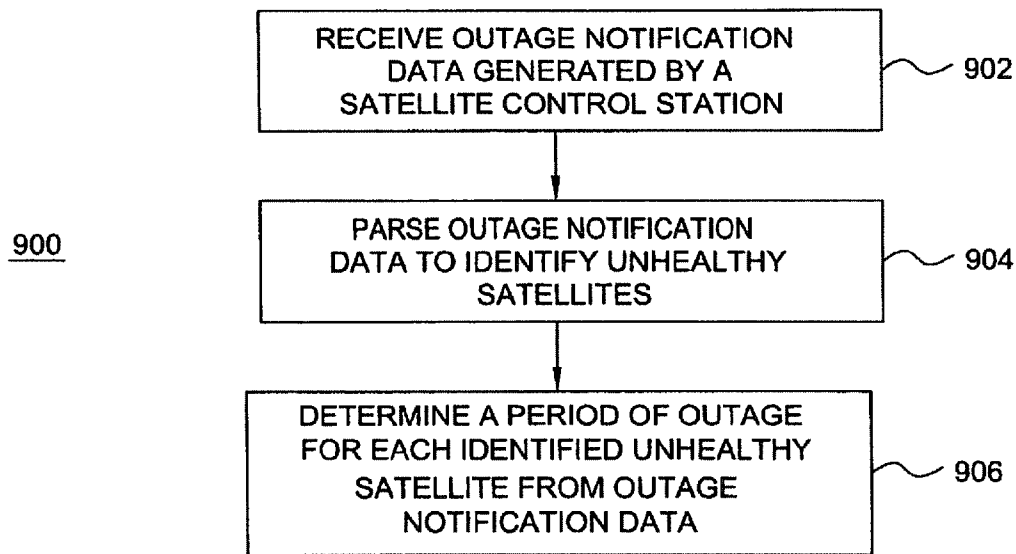 RECEIVE OUTAGE NOTIFICATION
DATA GENERATED BY A
SATELLITE CONTROL STATION
902
900
PARSE OUTAGE NOTIFICATION
DATA TO IDENTIFY UNHEALTHY
SATELLITES
904
DETERMINE A PERIOD OF OUTAGE
FOR EACH IDENTIFIED UNHEALTHY
SATELLITE FROM OUTAGE
NOTIFICATION DATA
906